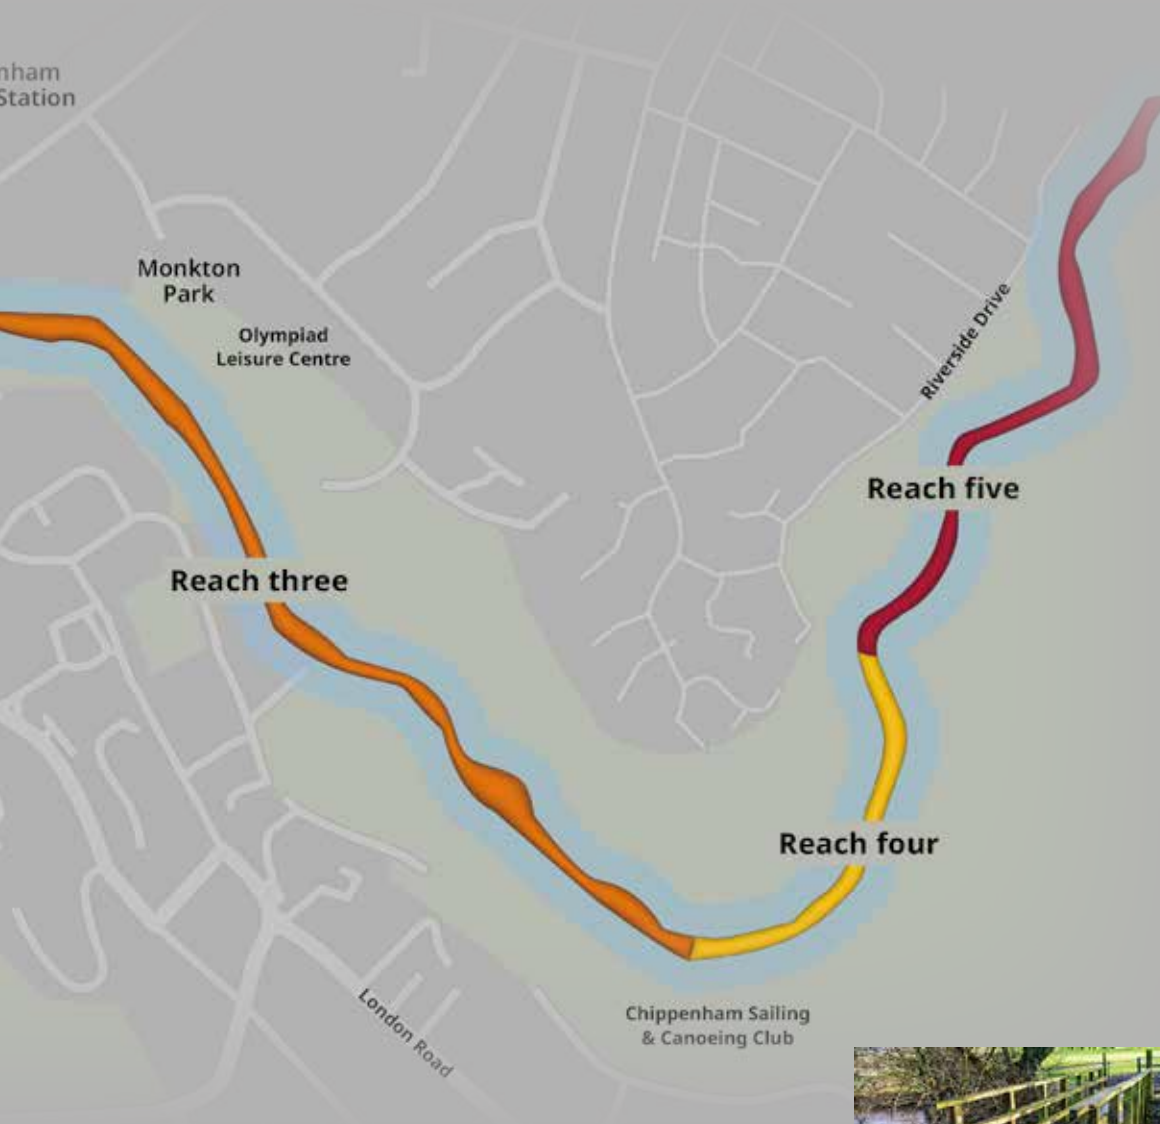 Station
Monkton
Park
Olympiad
Leisure Centre
Riverside Drive
Reach five
Reach three
Reach four
London Road
Chippenham Sailing
& Canoeing Club